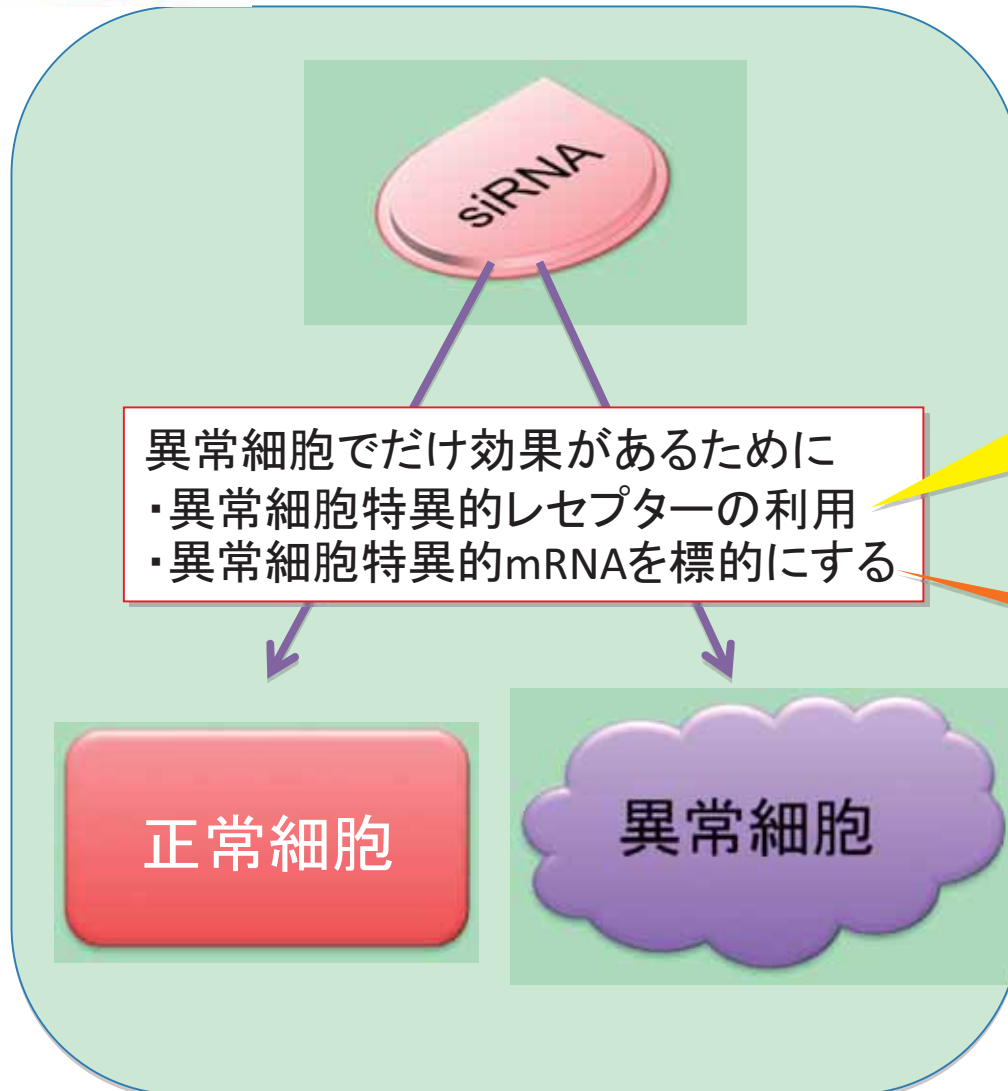 siRNA
異常細胞でだけ効果があるために
・異常細胞特異的レセプターの利用
・異常細胞特異的mRNAを標的にする
正常細胞
異常細胞